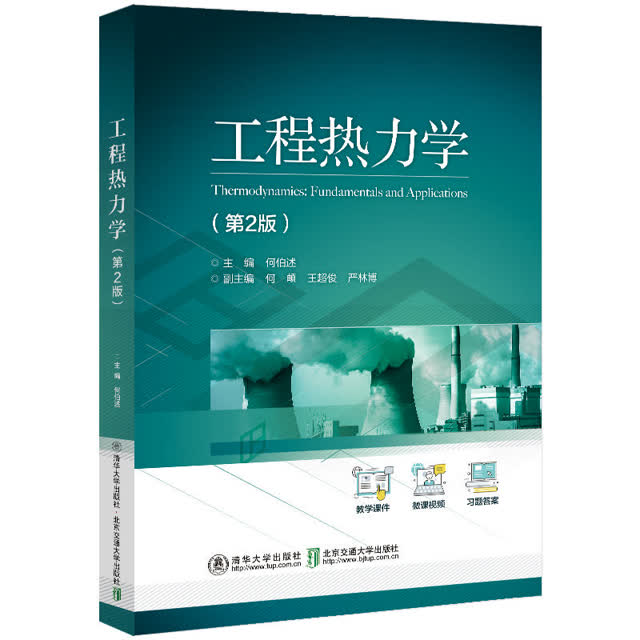 工程热力学
Thermodynamics: Fundamentals and Applications
（第2版）
◎ 主 编 何伯述
◎ 副主编 何 頔 王超俊 严林博
教学课件
微课视频
习题答案
清华大学出版社
http://www.tup.com.cn
北京交通大学出版社
http://www.bjtup.com.cn
工程热力学（第2版）
主 编 何伯述
清华大学出版社·北京交通大学出版社